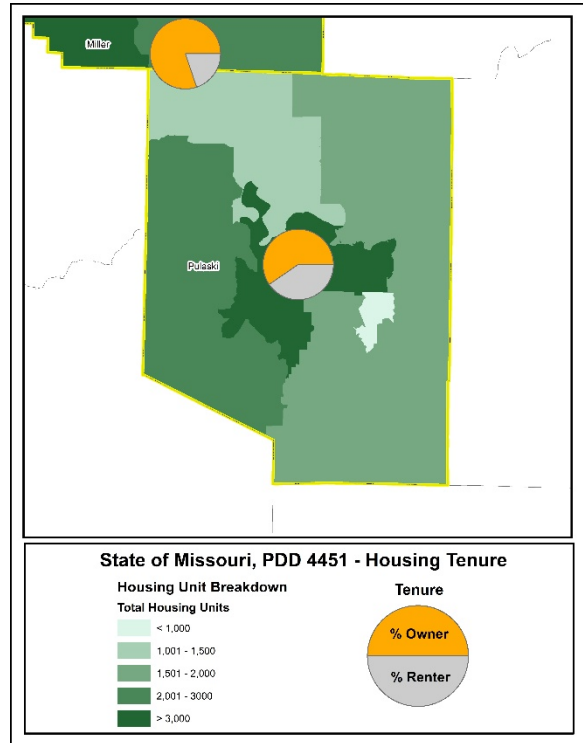 Miller
Pulaski
State of Missouri, PDD 4451 - Housing Tenure
Housing Unit Breakdown
Total Housing Units
< 1,000
1,001 - 1,500
1,501 - 2,000
2,001 - 3000
> 3,000
Tenure
% Owner
% Renter